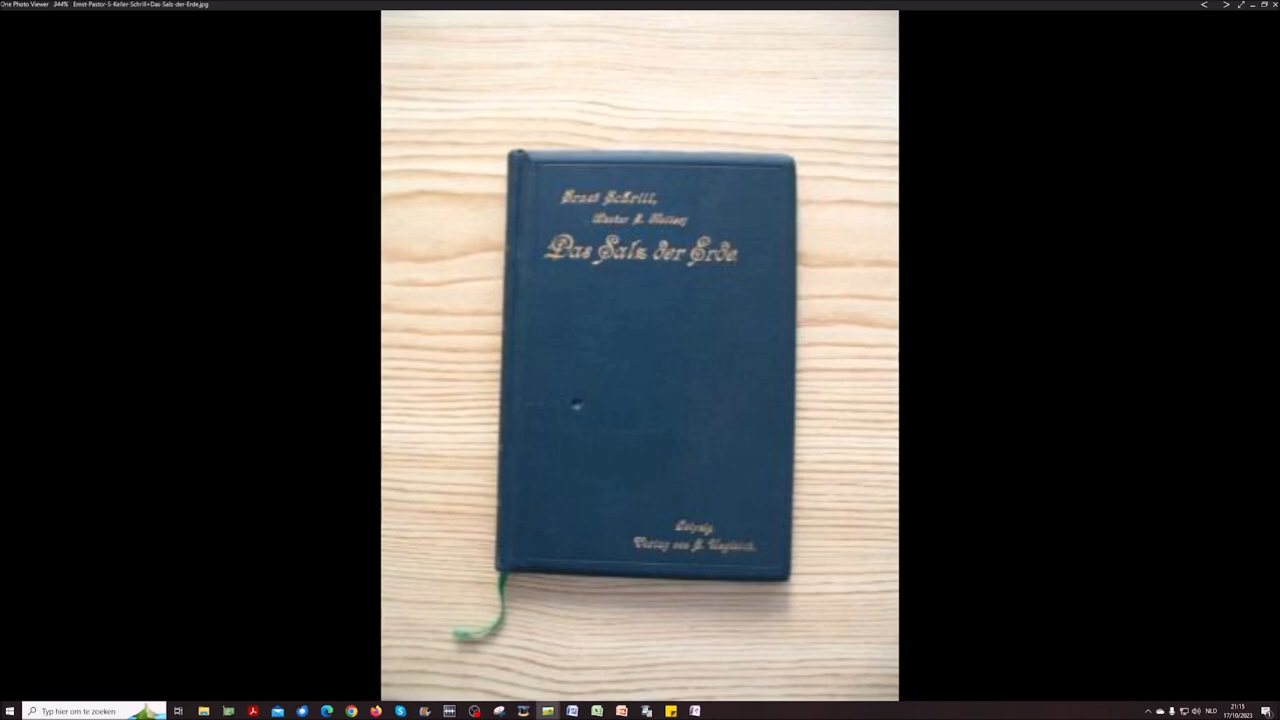 One Photo Viewer 344% Ernst-Pastor-S-Keller-Schrill+Das-Salz-der-Erde.jpg
Ernst Schrill,
(Pastor S. Keller)
Das Salz der Erde
Leipzig,
Verlag von
Typ hier om te zoeken
NLD
21:15
17/10/2023